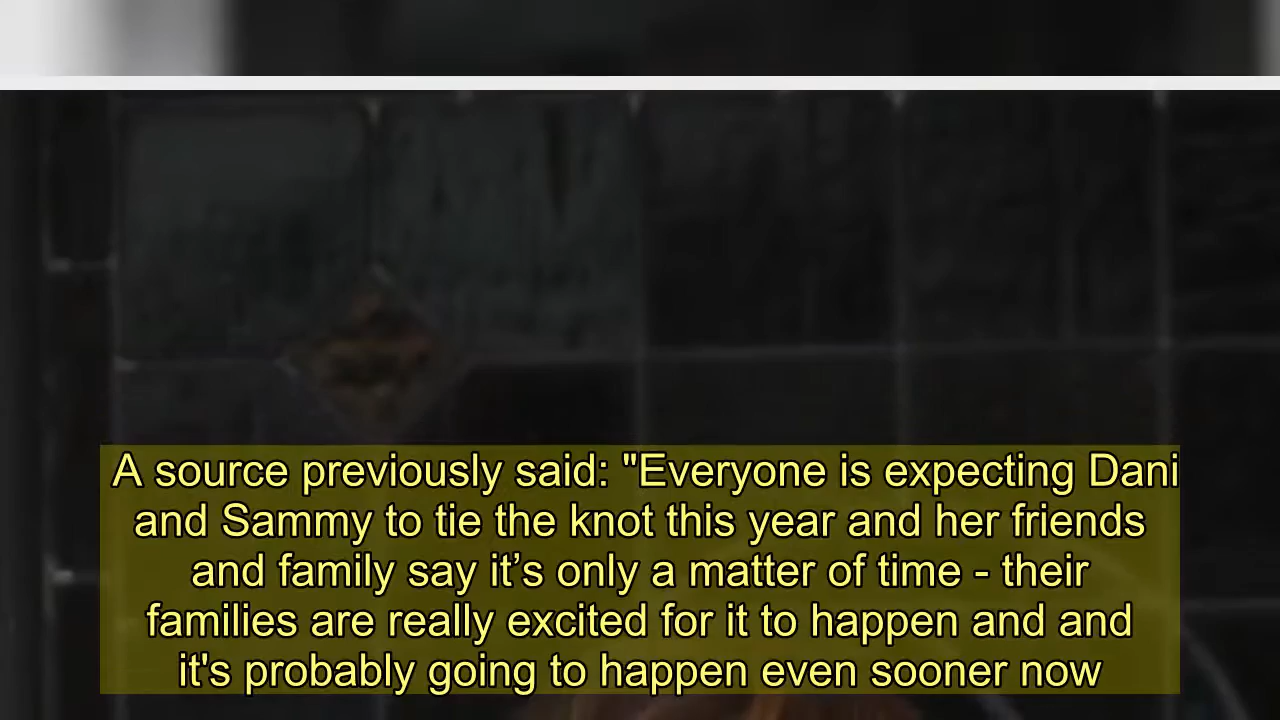 A source previously said: "Everyone is expecting Dani
and Sammy to tie the knot this year and her friends
and family say it’s only a matter of time - their
families are really excited for it to happen and and
it's probably going to happen even sooner now